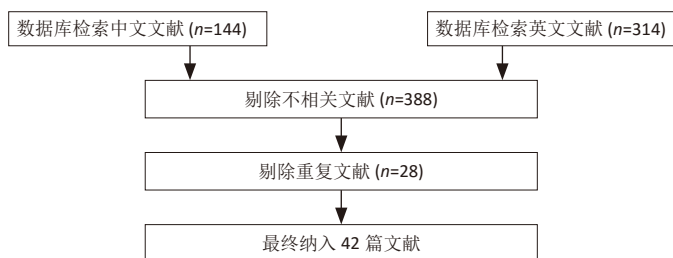 数据库检索中文文献 (n=144)
数据库检索英文文献 (n=314)
剔除不相关文献 (n=388)
剔除重复文献 (n=28)
最终纳入 42 篇文献